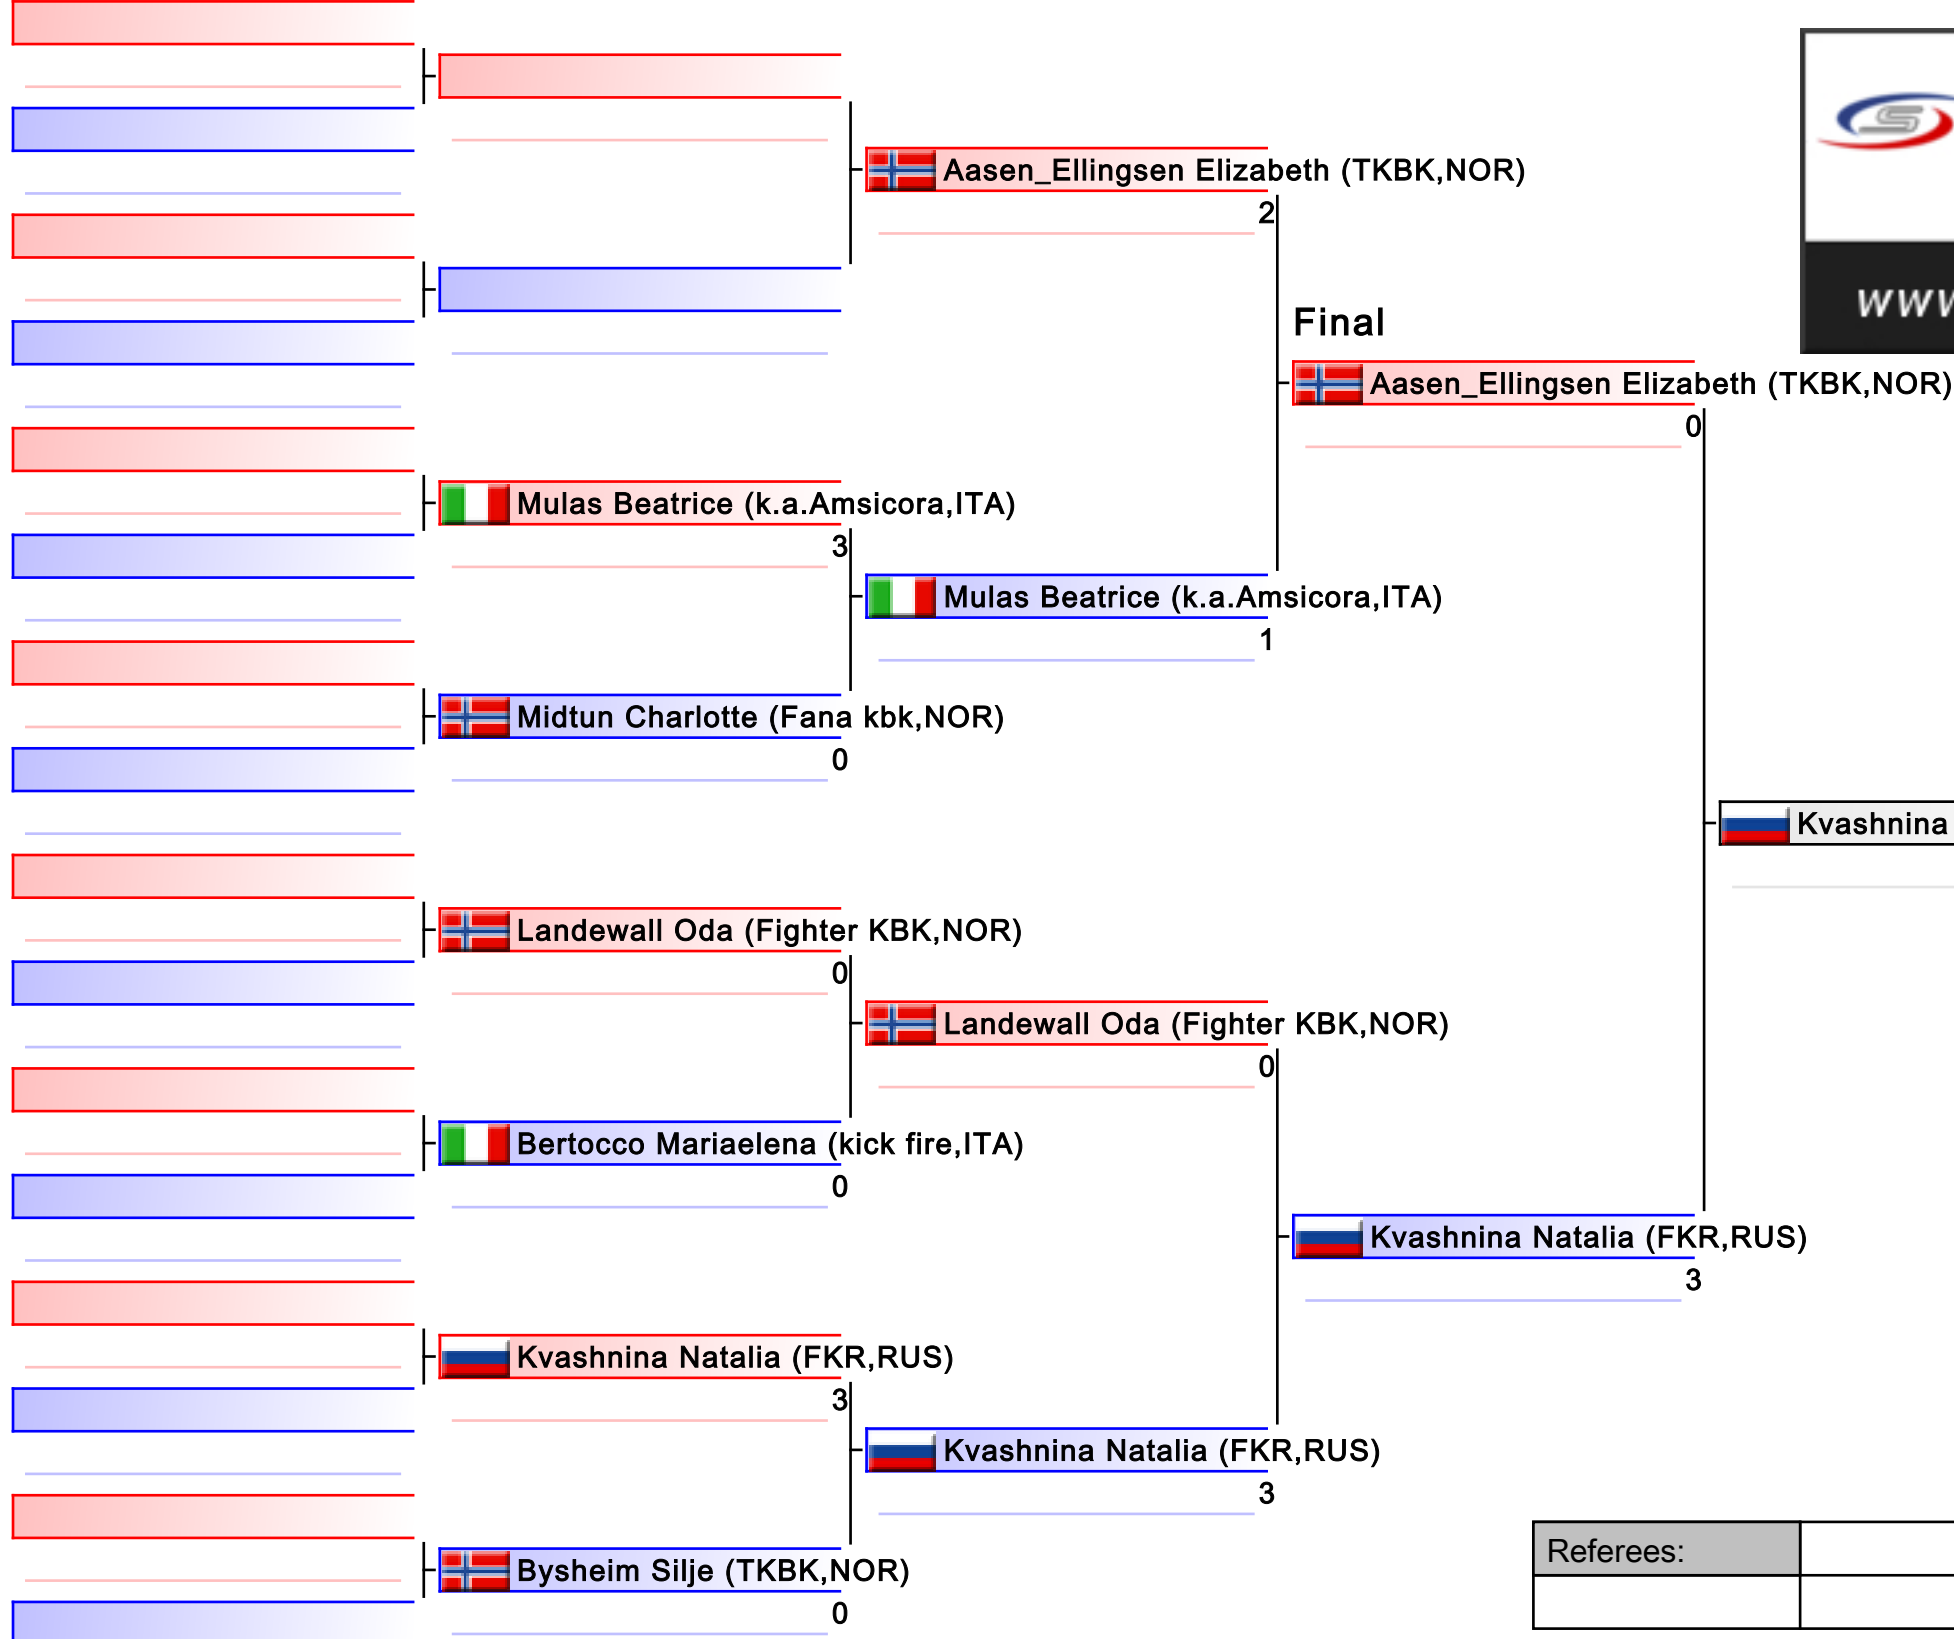 Aasen_Ellingsen Elizabeth (TKBK,NOR)
2
Final
Aasen_Ellingsen Elizabeth (TKBK,NOR)
0
Mulas Beatrice (k.a.Amsicora,ITA)
3
Mulas Beatrice (k.a.Amsicora,ITA)
1
Midtun Charlotte (Fana kbk,NOR)
0
Kvashnina
Landewall Oda (Fighter KBK,NOR)
0
Landewall Oda (Fighter KBK,NOR)
0
Bertocco Mariaelena (kick fire,ITA)
0
Kvashnina Natalia (FKR,RUS)
3
Kvashnina Natalia (FKR,RUS)
3
Kvashnina Natalia (FKR,RUS)
3
Bysheim Silje (TKBK,NOR)
0
Referees:
S
www